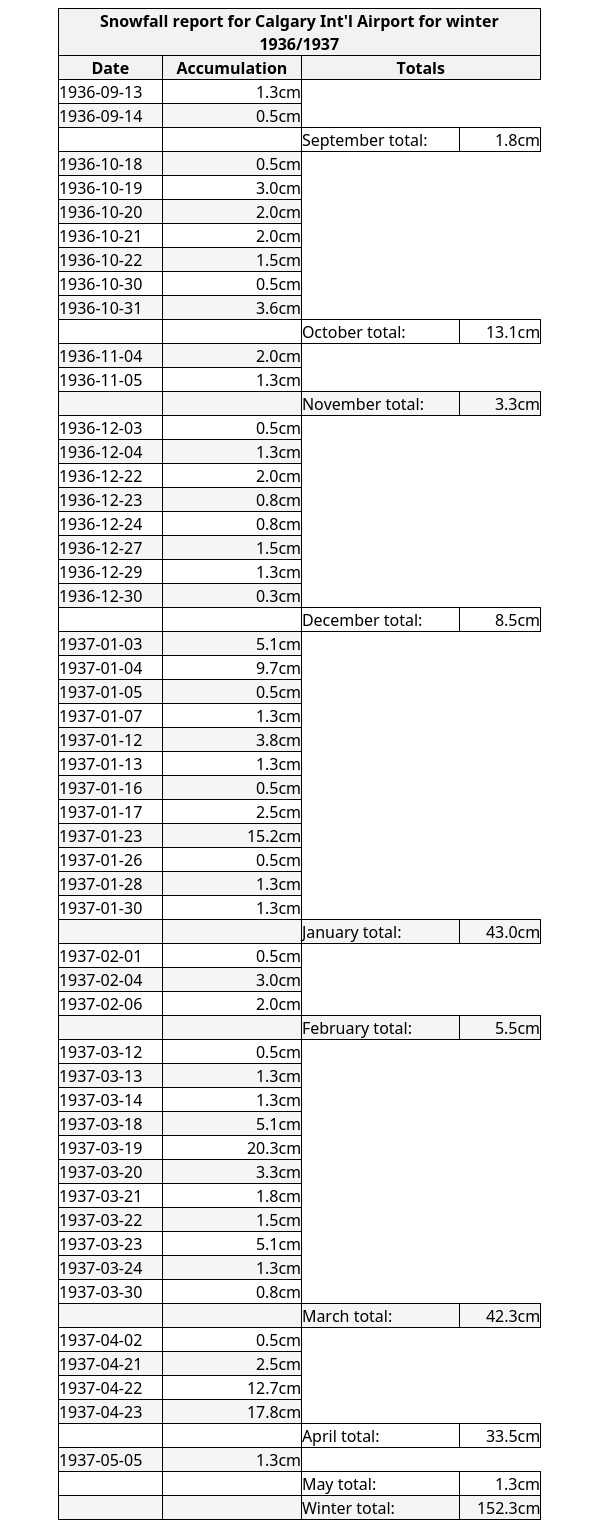 Snowfall report for Calgary Int'l Airport for winter
1936/1937
Date Accumulation Totals
1936-09-13 1.3cm
1936-09-14 0.5cm
September total: 1.8cm
1936-10-18 0.5cm
1936-10-19 3.0cm
1936-10-20 2.0cm
1936-10-21 2.0cm
1936-10-22 1.5cm
1936-10-30 0.5cm
1936-10-31 3.6cm
October total: 13.1cm
1936-11-04 2.0cm
1936-11-05 1.3cm
November total: 3.3cm
1936-12-03 0.5cm
1936-12-04 1.3cm
1936-12-22 2.0cm
1936-12-23 0.8cm
1936-12-24 0.8cm
1936-12-27 1.5cm
1936-12-29 1.3cm
1936-12-30 0.3cm
December total: 8.5cm
1937-01-03 5.1cm
1937-01-04 9.7cm
1937-01-05 0.5cm
1937-01-07 1.3cm
1937-01-12 3.8cm
1937-01-13 1.3cm
1937-01-16 0.5cm
1937-01-17 2.5cm
1937-01-23 15.2cm
1937-01-26 0.5cm
1937-01-28 1.3cm
1937-01-30 1.3cm
January total: 43.0cm
1937-02-01 0.5cm
1937-02-04 3.0cm
1937-02-06 2.0cm
February total: 5.5cm
1937-03-12 0.5cm
1937-03-13 1.3cm
1937-03-14 1.3cm
1937-03-18 5.1cm
1937-03-19 20.3cm
1937-03-20 3.3cm
1937-03-21 1.8cm
1937-03-22 1.5cm
1937-03-23 5.1cm
1937-03-24 1.3cm
1937-03-30 0.8cm
March total: 42.3cm
1937-04-02 0.5cm
1937-04-21 2.5cm
1937-04-22 12.7cm
1937-04-23 17.8cm
April total: 33.5cm
1937-05-05 1.3cm
May total: 1.3cm
Winter total: 152.3cm